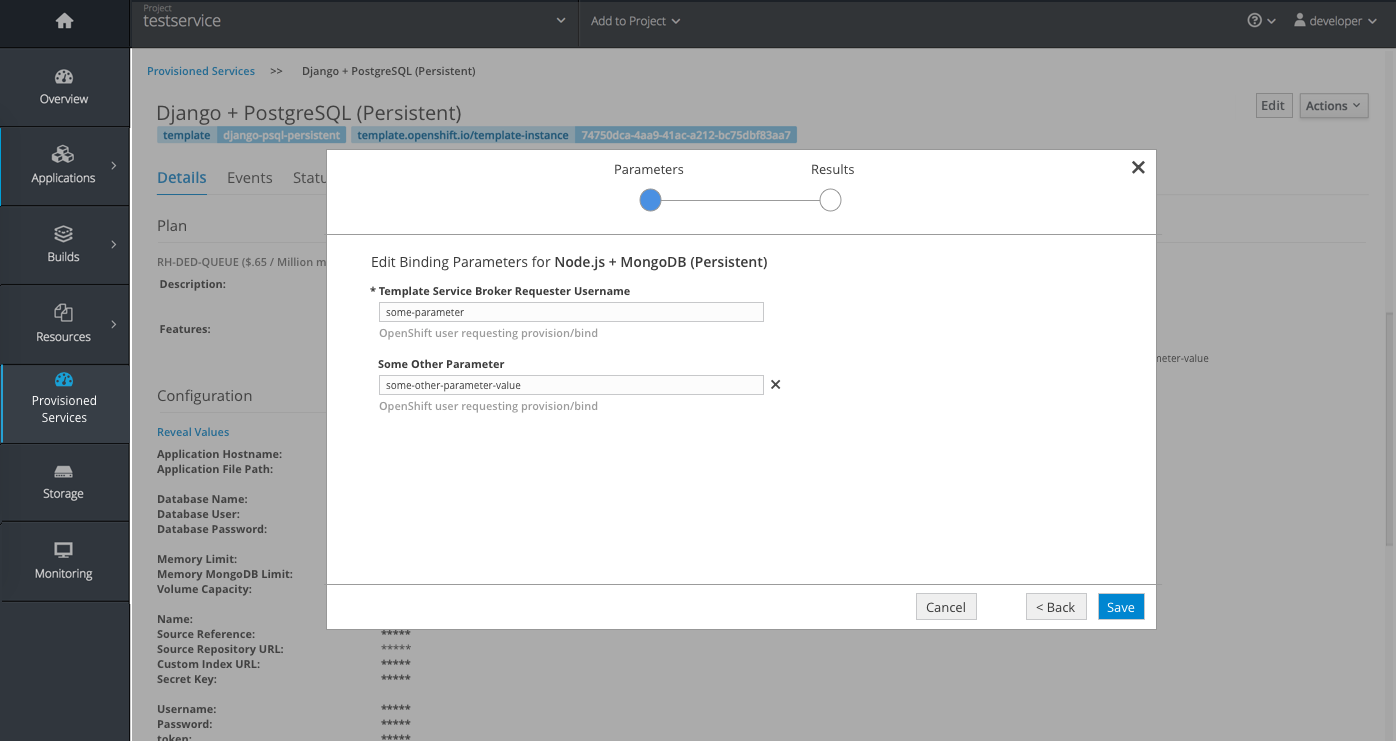 Project
testservice
Add to Project
developer
Overview
Applications
Builds
Resources
Provisioned
Services
Storage
Monitoring
Provisioned Services >> Django + PostgreSQL (Persistent)
Django + PostgreSQL (Persistent)
Edit
Actions
template django-psql-persistent template.openshift.io/template-instance 74750dca-4aa9-41ac-a212-bc75dbf83aa7
Details Events Statu
Plan
RH-DED-QUEUE ($.65 / Million m
Description:
Features:
meter-value
Configuration
Reveal Values
Application Hostname:
Application File Path:
Database Name:
Database User:
Database Password:
Memory Limit:
Memory MongoDB Limit:
Volume Capacity:
Name:
Source Reference: *****
Source Repository URL: *****
Custom Index URL: *****
Secret Key: *****
Username: *****
Password: *****
token: *****
Parameters Results
Edit Binding Parameters for Node.js + MongoDB (Persistent)
* Template Service Broker Requester Username
some-parameter
OpenShift user requesting provision/bind
Some Other Parameter
some-other-parameter-value
OpenShift user requesting provision/bind
Cancel < Back Save